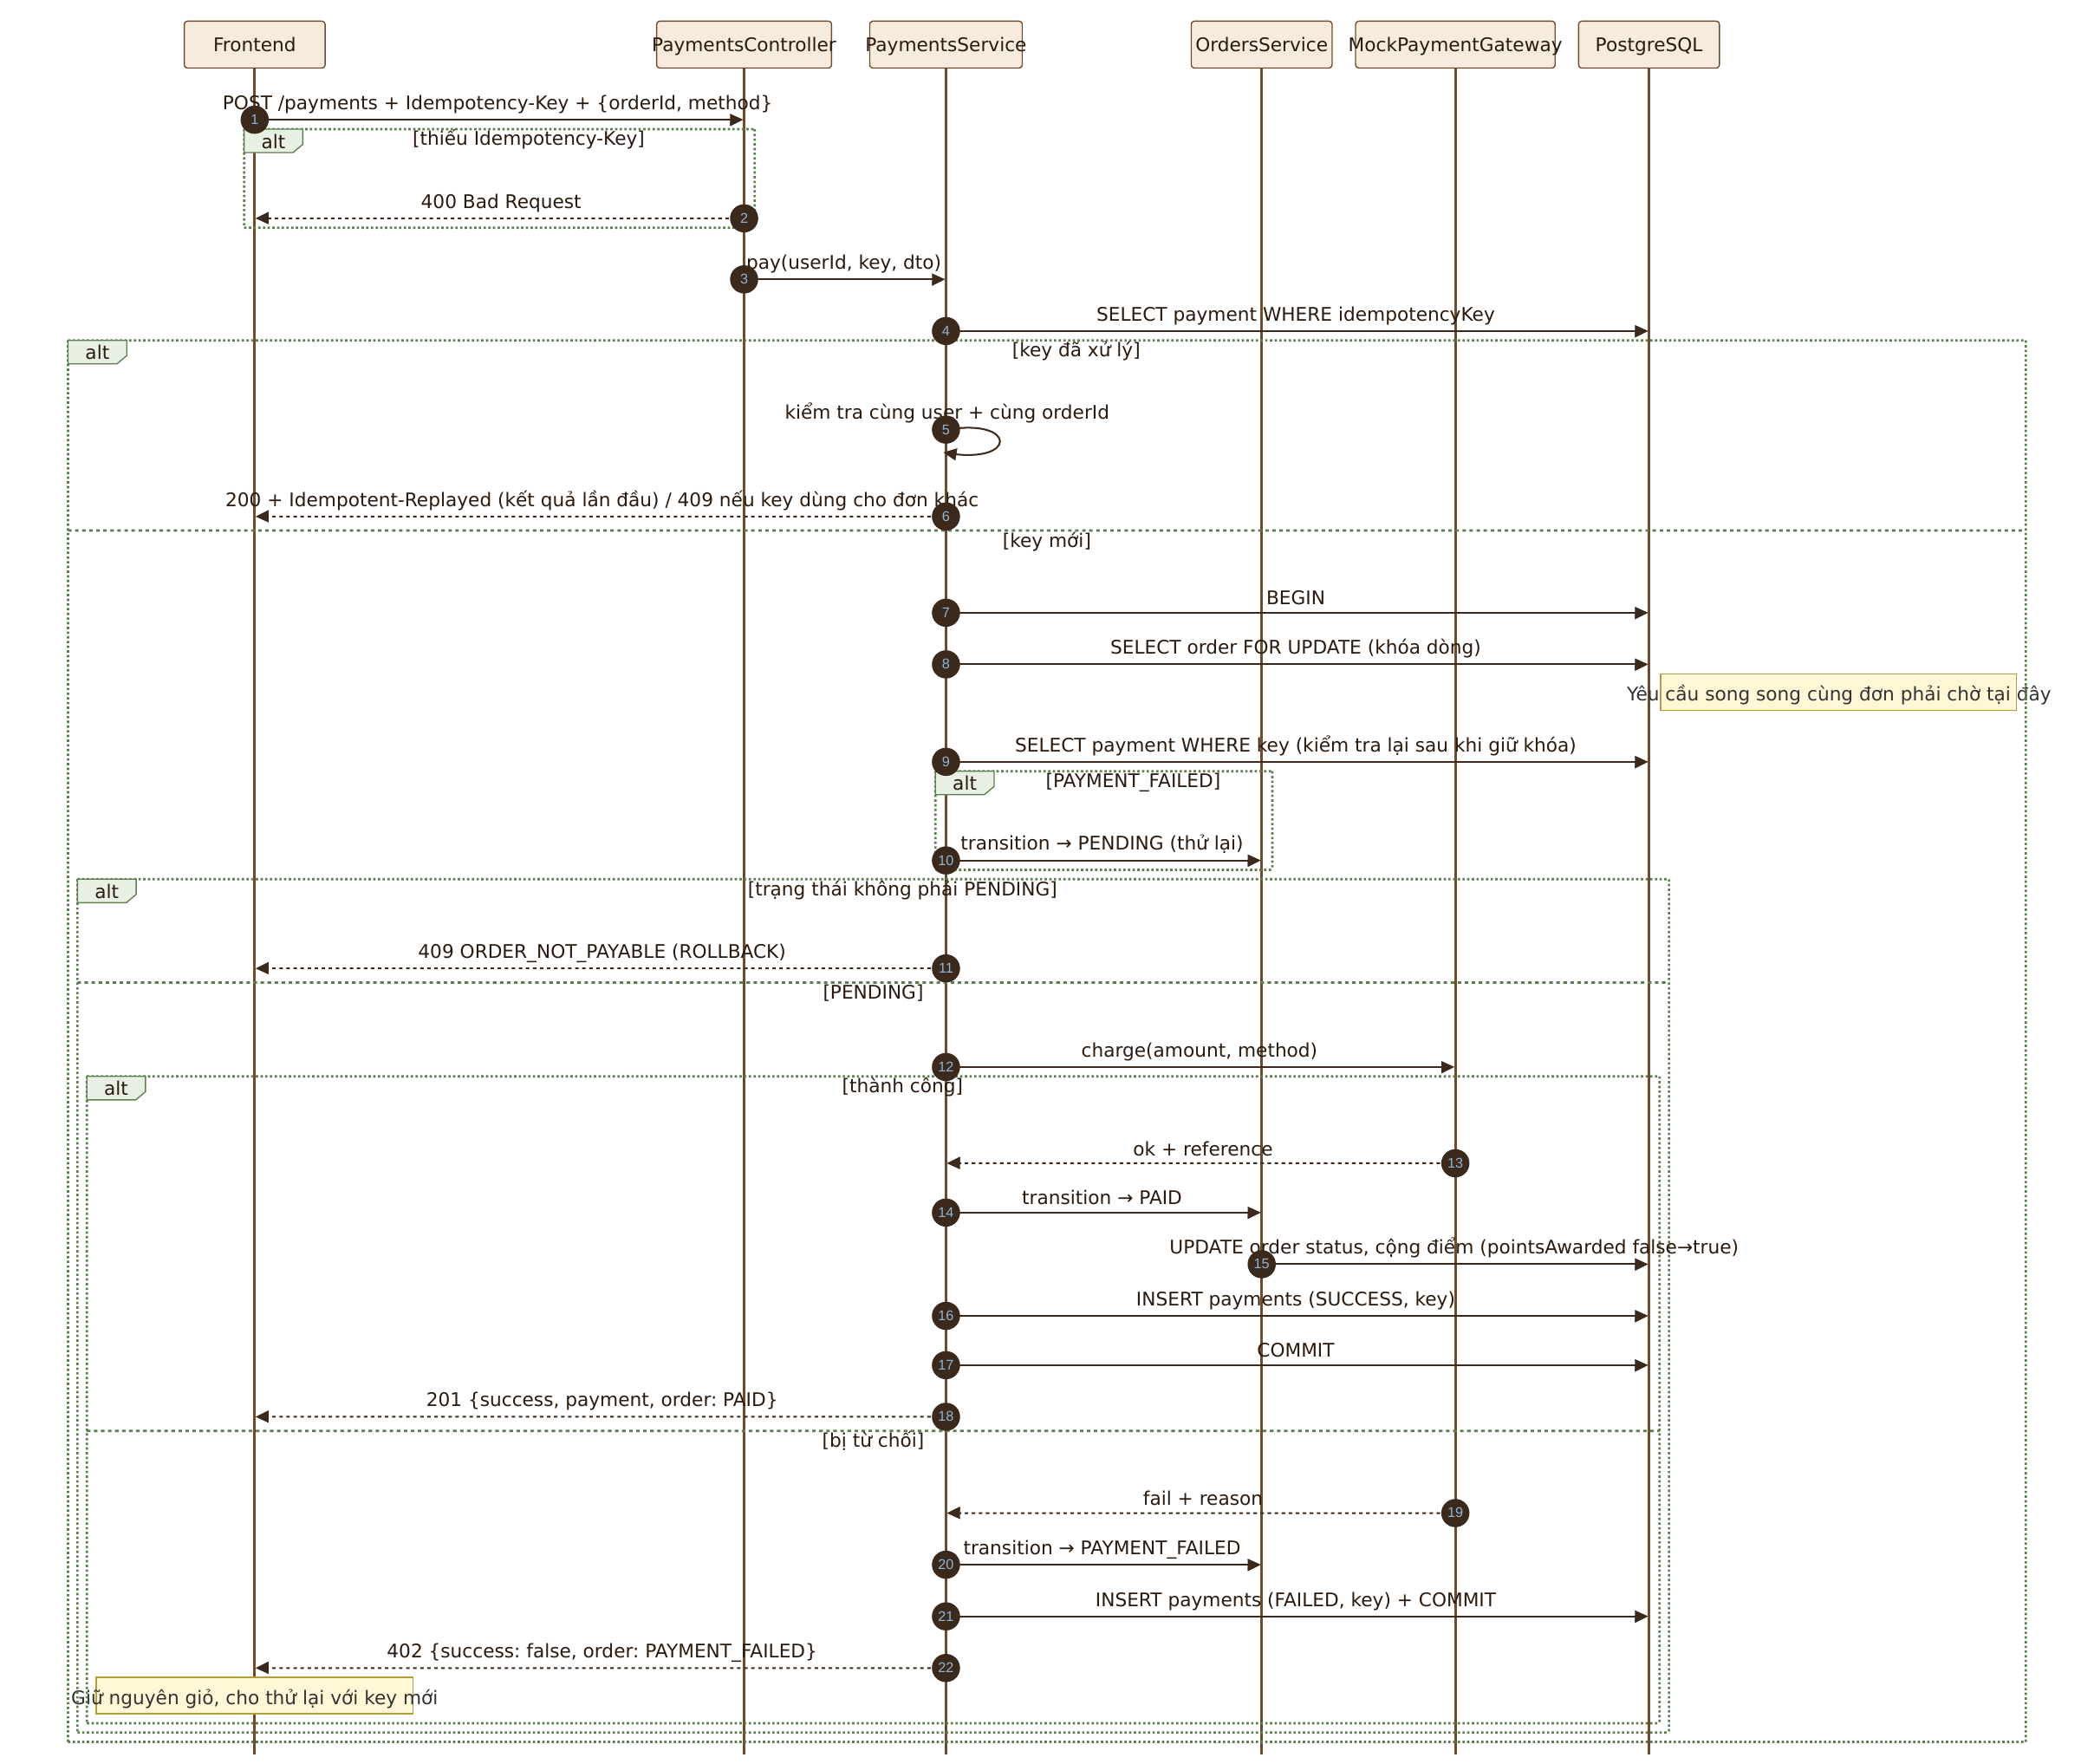 Frontend
PaymentsController
PaymentsService
OrdersService
MockPaymentGateway
PostgreSQL
POST /payments + Idempotency-Key + {orderId, method}
1
alt
[thiếu Idempotency-Key]
400 Bad Request
2
pay(userId, key, dto)
3
SELECT payment WHERE idempotencyKey
4
alt
[key đã xử lý]
kiểm tra cùng user + cùng orderId
5
200 + Idempotent-Replayed (kết quả lần đầu) / 409 nếu key dùng cho đơn khác
6
[key mới]
BEGIN
7
SELECT order FOR UPDATE (khóa dòng)
8
Yêu cầu song song cùng đơn phải chờ tại đây
SELECT payment WHERE key (kiểm tra lại sau khi giữ khóa)
9
alt
[PAYMENT_FAILED]
transition → PENDING (thử lại)
10
alt
[trạng thái không phải PENDING]
409 ORDER_NOT_PAYABLE (ROLLBACK)
11
[PENDING]
charge(amount, method)
12
alt
[thành công]
ok + reference
13
transition → PAID
14
UPDATE order status, cộng điểm (pointsAwarded false→true)
15
INSERT payments (SUCCESS, key)
16
COMMIT
17
201 {success, payment, order: PAID}
18
[bị từ chối]
fail + reason
19
transition → PAYMENT_FAILED
20
INSERT payments (FAILED, key) + COMMIT
21
402 {success: false, order: PAYMENT_FAILED}
22
Giữ nguyên giỏ, cho thử lại với key mới